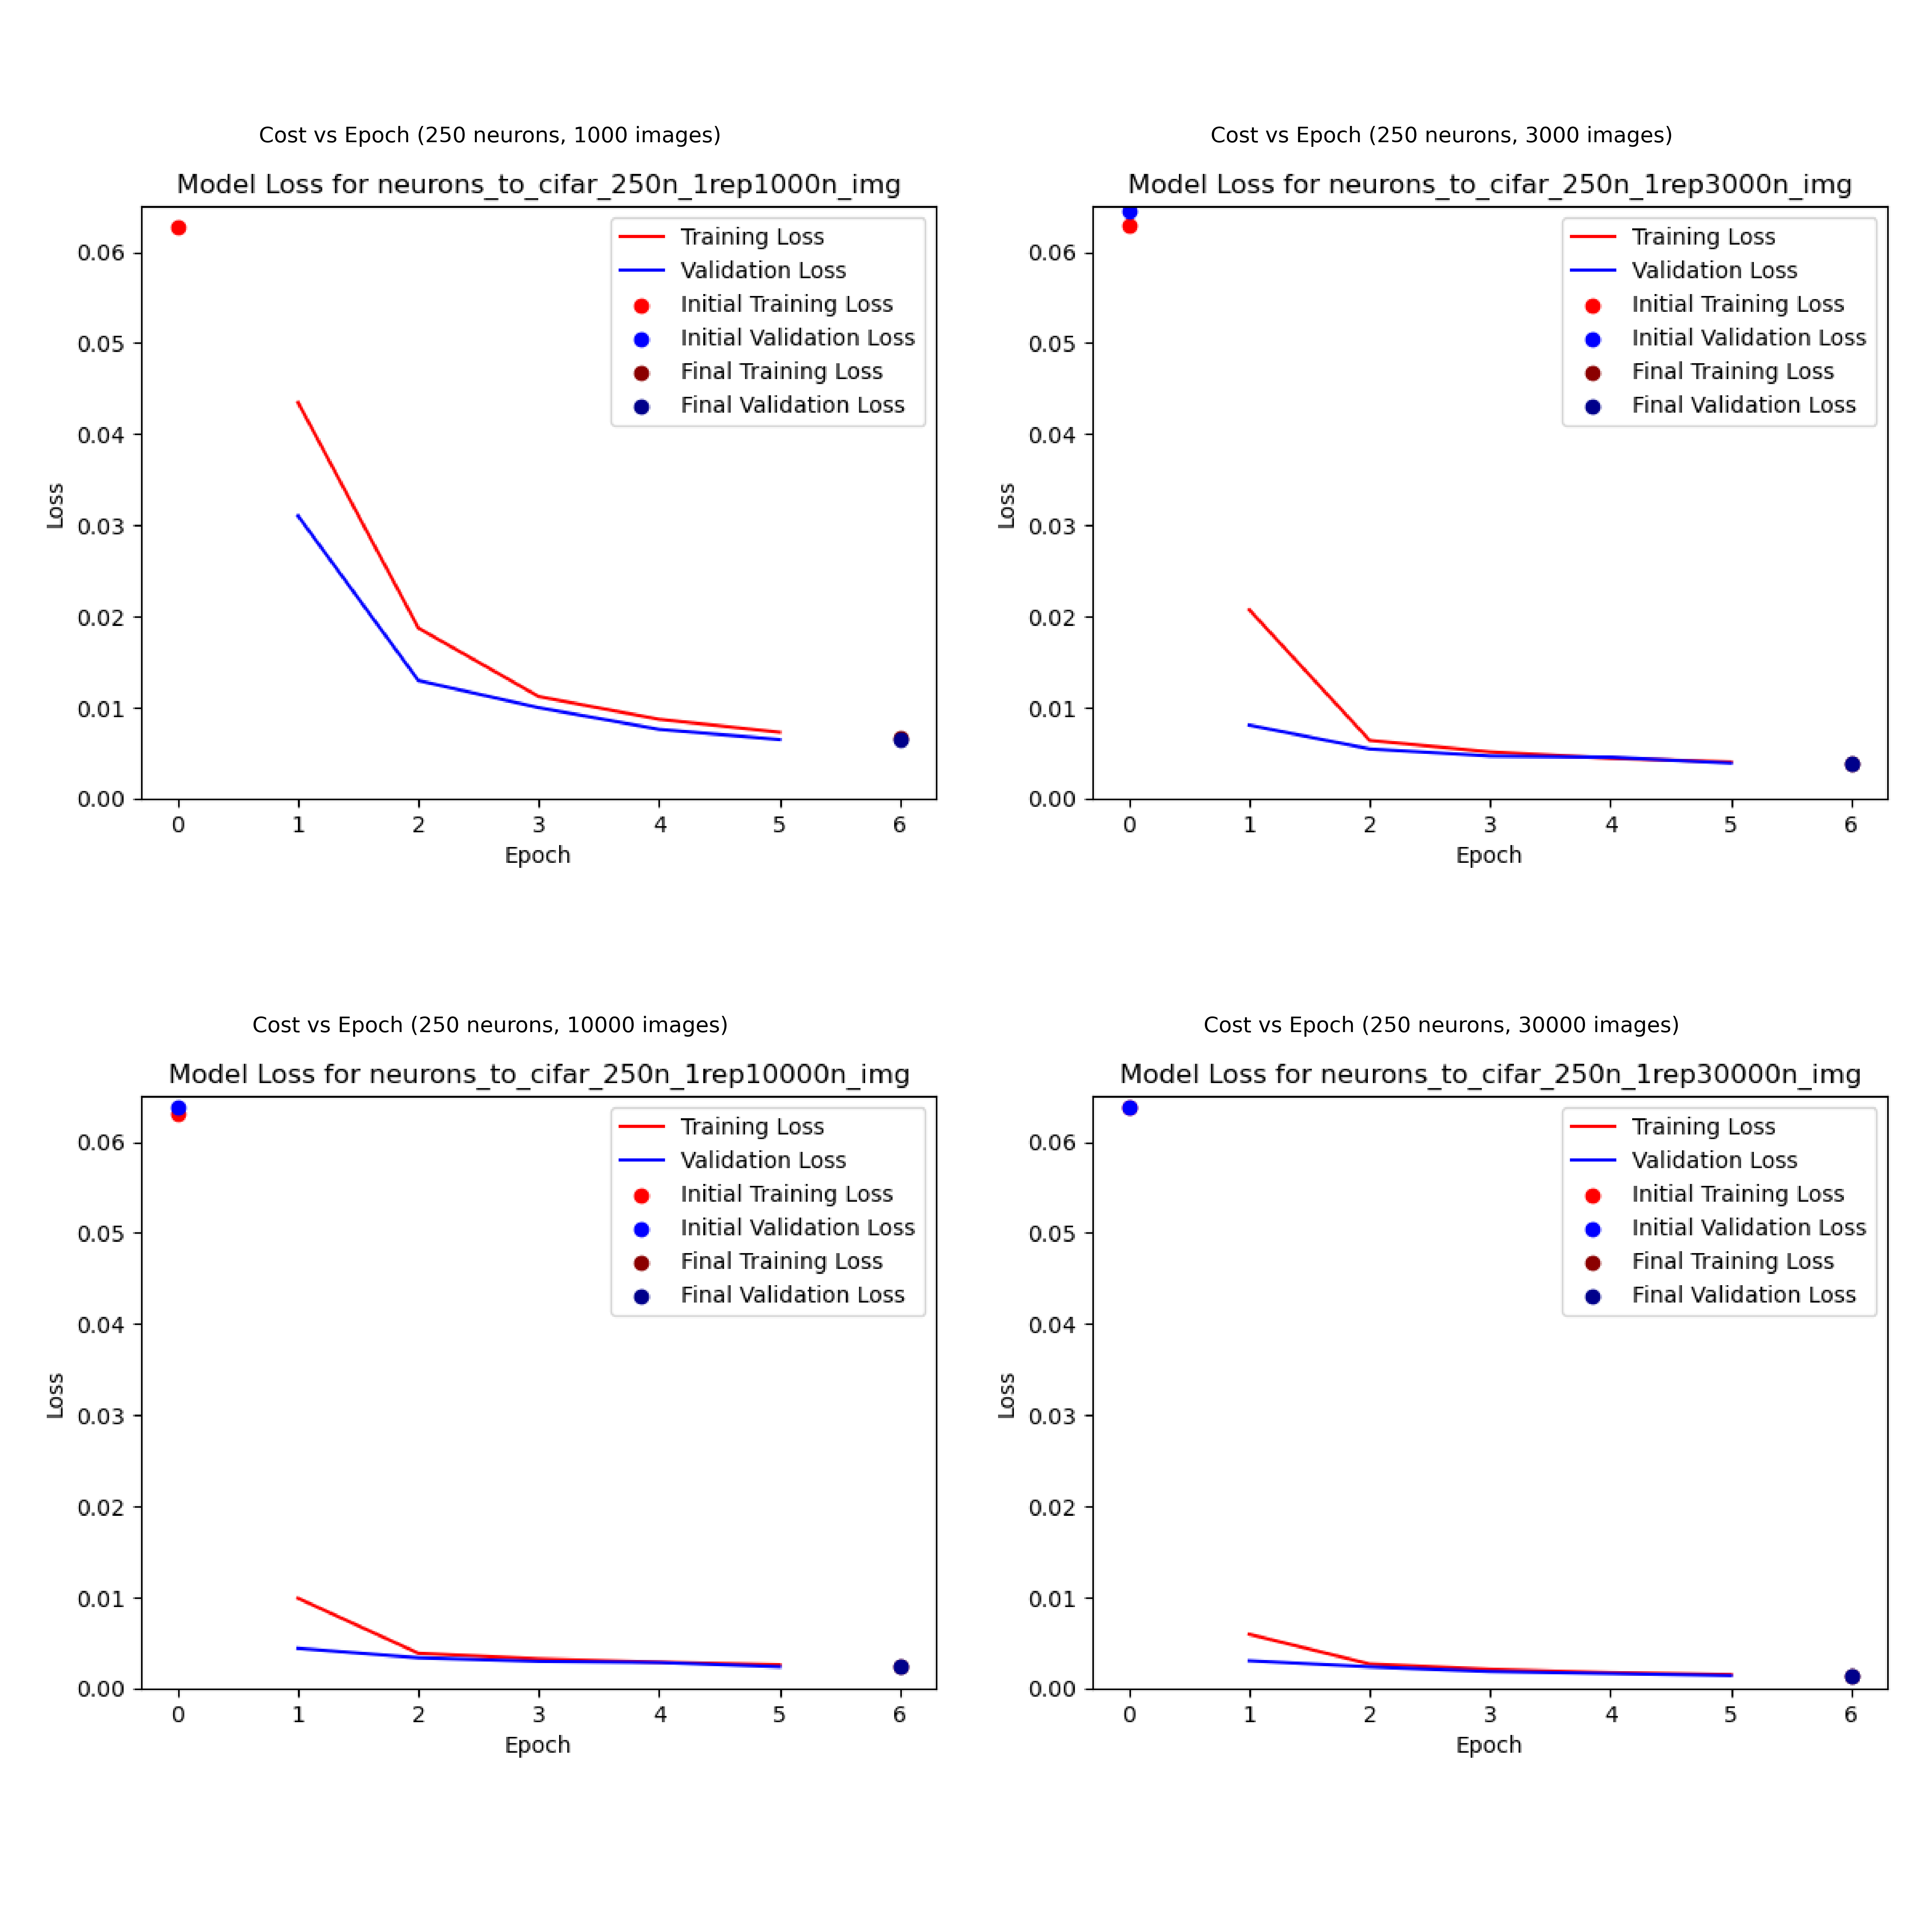 Cost vs Epoch (250 neurons, 1000 images)
Model Loss for neurons_to_cifar_250n_1rep1000n_img
Training Loss
Validation Loss
Initial Training Loss
Initial Validation Loss
Final Training Loss
Final Validation Loss
0.06
0.05
0.04
0.03
0.02
0.01
0.00
Loss
0 1 2 3 4 5 6
Epoch
Cost vs Epoch (250 neurons, 3000 images)
Model Loss for neurons_to_cifar_250n_1rep3000n_img
Training Loss
Validation Loss
Initial Training Loss
Initial Validation Loss
Final Training Loss
Final Validation Loss
0.06
0.05
0.04
0.03
0.02
0.01
0.00
Loss
0 1 2 3 4 5 6
Epoch
Cost vs Epoch (250 neurons, 10000 images)
Model Loss for neurons_to_cifar_250n_1rep10000n_img
Training Loss
Validation Loss
Initial Training Loss
Initial Validation Loss
Final Training Loss
Final Validation Loss
0.06
0.05
0.04
0.03
0.02
0.01
0.00
Loss
0 1 2 3 4 5 6
Epoch
Cost vs Epoch (250 neurons, 30000 images)
Model Loss for neurons_to_cifar_250n_1rep30000n_img
Training Loss
Validation Loss
Initial Training Loss
Initial Validation Loss
Final Training Loss
Final Validation Loss
0.06
0.05
0.04
0.03
0.02
0.01
0.00
Loss
0 1 2 3 4 5 6
Epoch